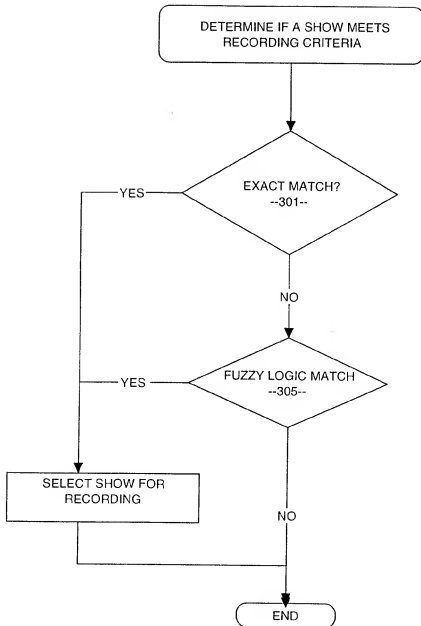 DETERMINE IF A SHOW MEETS
RECORDING CRITERIA
EXACT MATCH?
--301--
YES
NO
FUZZY LOGIC MATCH
--305--
YES
SELECT SHOW FOR
RECORDING
NO
END